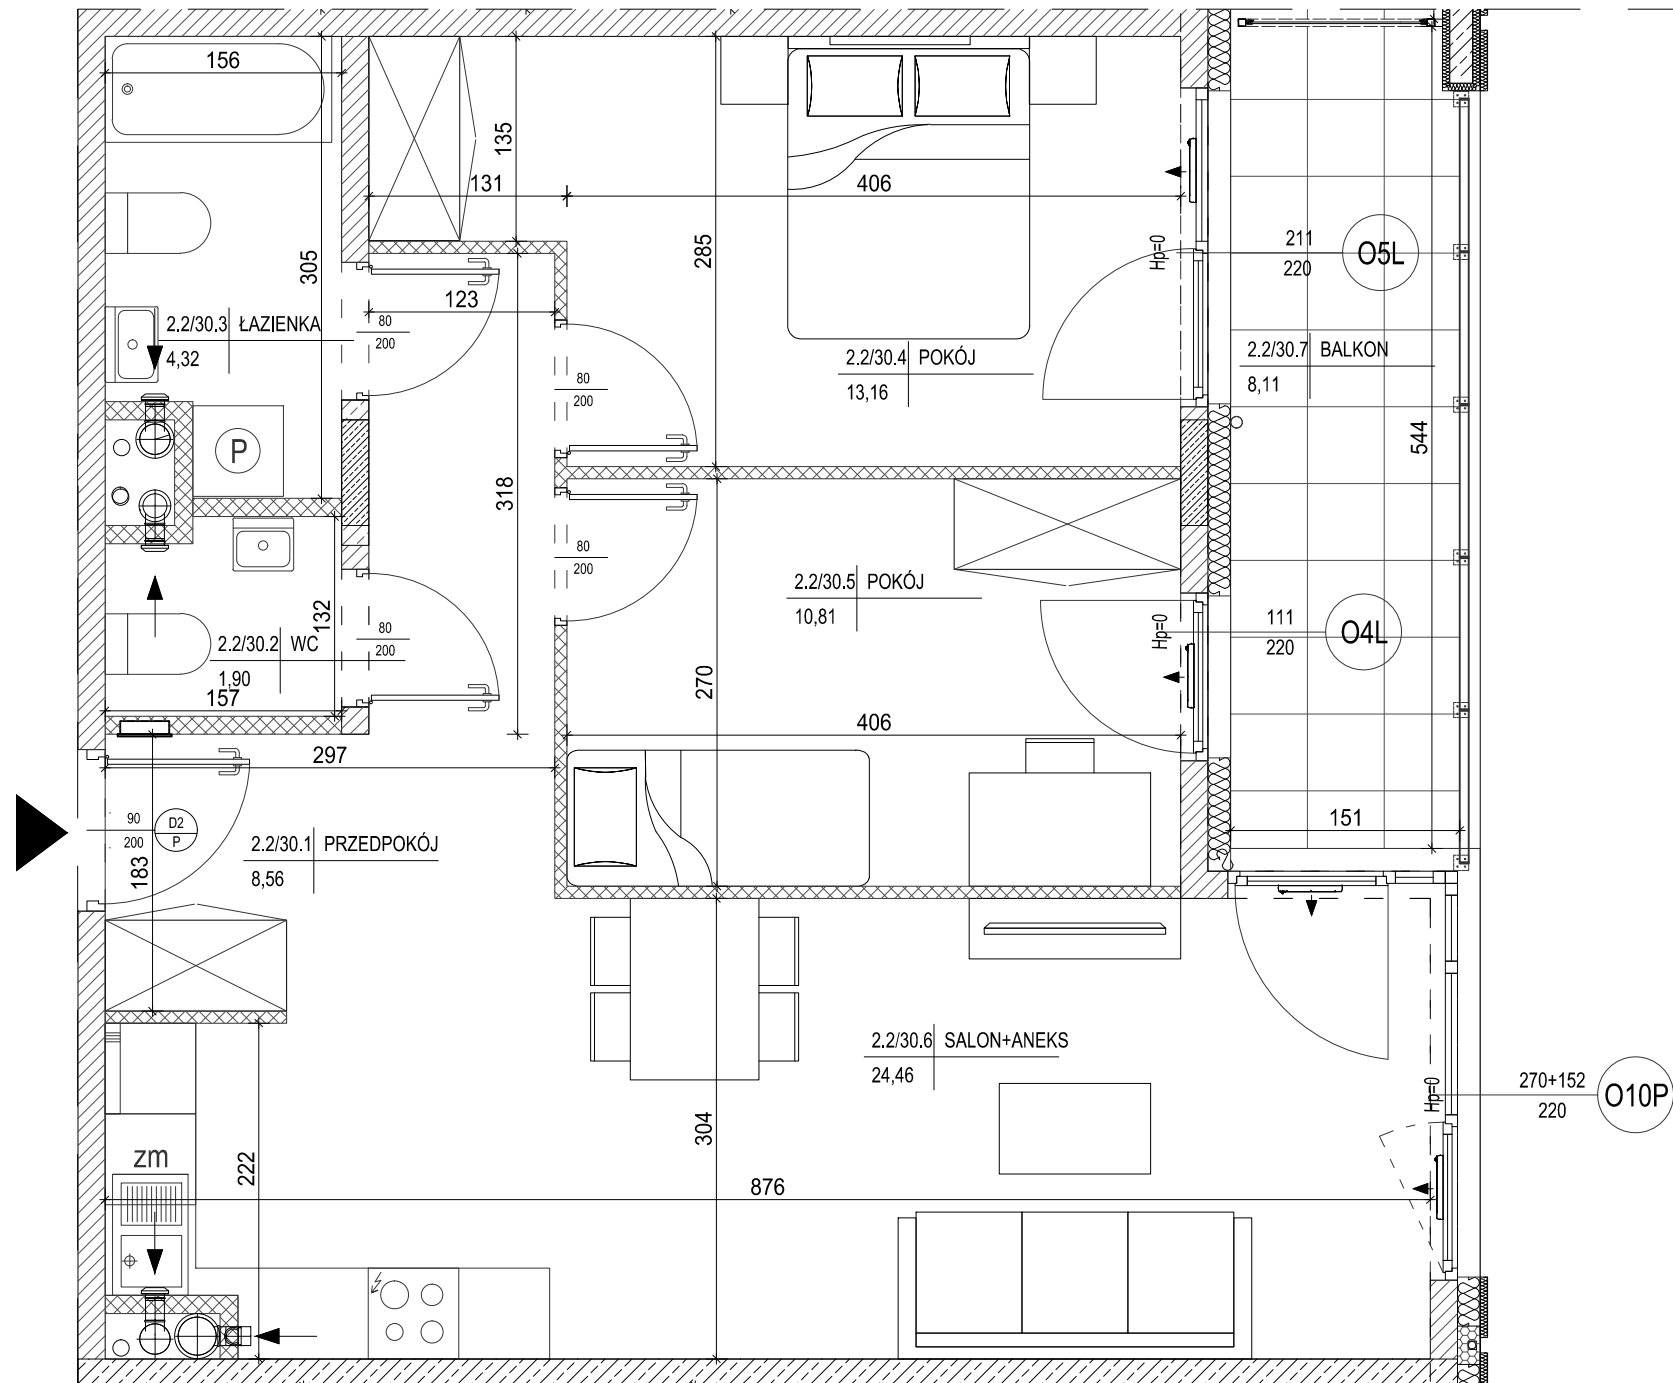 156
135
131
406
285
305
123
2.2/30.3 ŁAZIENKA
4,32
80
200
80
200
2.2/30.4 POKÓJ
13,16
Hp=0
211
220
O5L
2.2/30.7 BALKON
8,11
544
P
318
80
200
2.2/30.5 POKÓJ
10,81
Hp=0
111
220
O4L
132
80
200
2.2/30.2 WC
1,90
157
270
406
297
90
200
D2
P
183
2.2/30.1 PRZEDPOKÓJ
8,56
151
2.2/30.6 SALON+ANEKS
24,46
304
Hp=0
270+152
220
O10P
zm
222
876